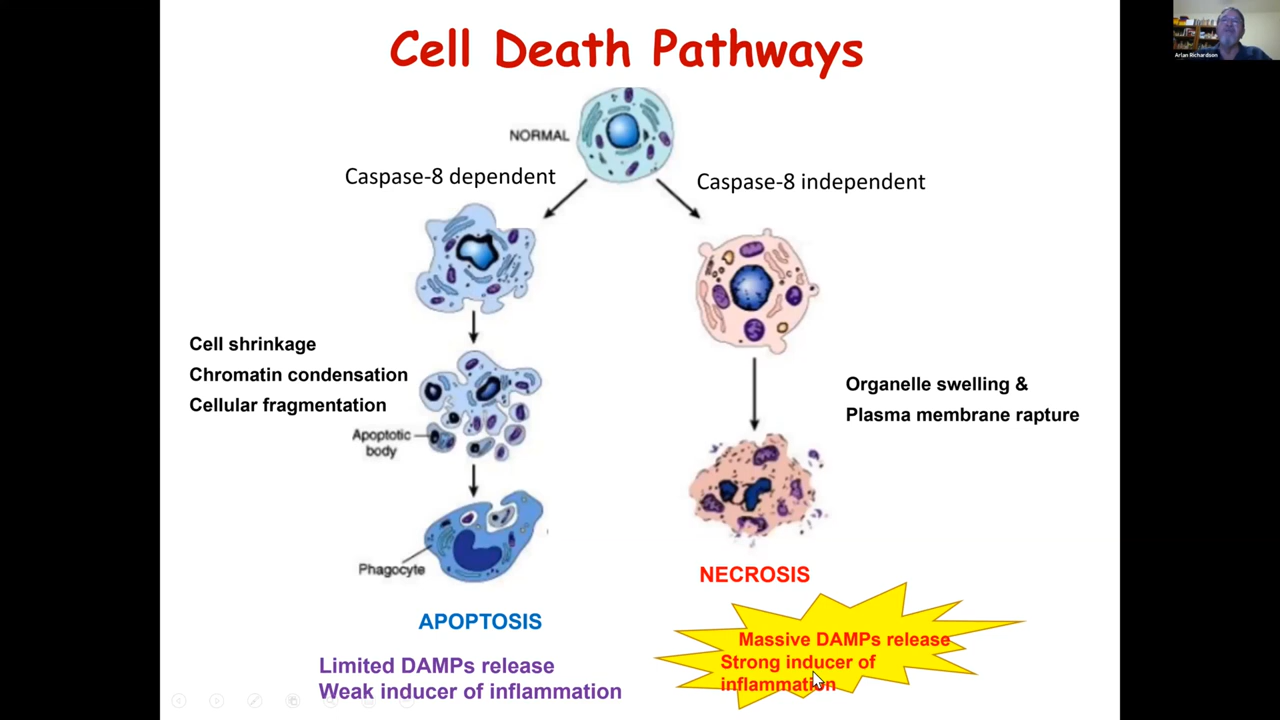 Cell Death Pathways
Arlan Richardson
NORMAL
Caspase-8 dependent
Caspase-8 independent
Cell shrinkage
Chromatin condensation
Cellular fragmentation
Apoptotic
body
Organelle swelling &
Plasma membrane rapture
Phagocyte
NECROSIS
APOPTOSIS
Massive DAMPs release
Strong inducer of
inflammation
Limited DAMPs release
Weak inducer of inflammation